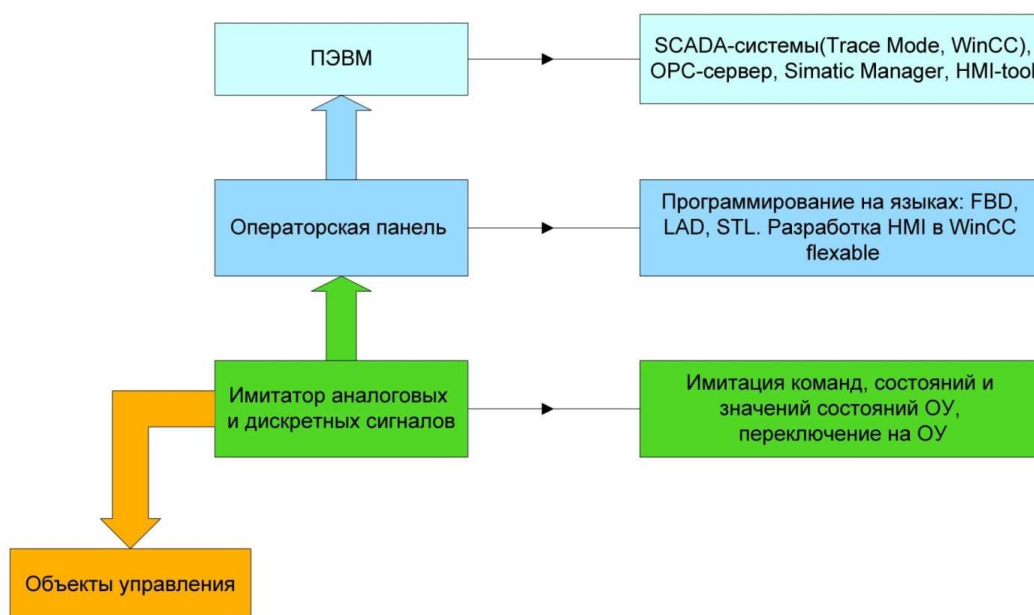 ПЭВМ
SCADA-системы(Trace Mode, WinCC),
OPC-сервер, Simatic Manager, HMI-tool
Операторская панель
Программирование на языках: FBD,
LAD, STL. Разработка HMI в WinCC
flexable
Имитатор аналоговых
и дискретных сигналов
Имитация команд, состояний и
значений состояний ОУ,
переключение на ОУ
Объекты управления